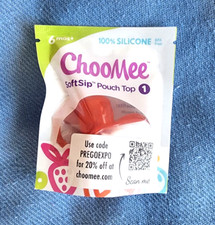 6 mos+
100% SILICONE
ChooMee
SoftSip Pouch Top 1
Use code
PREGOEXPO
for 20% off at
choomee.com
Scan me